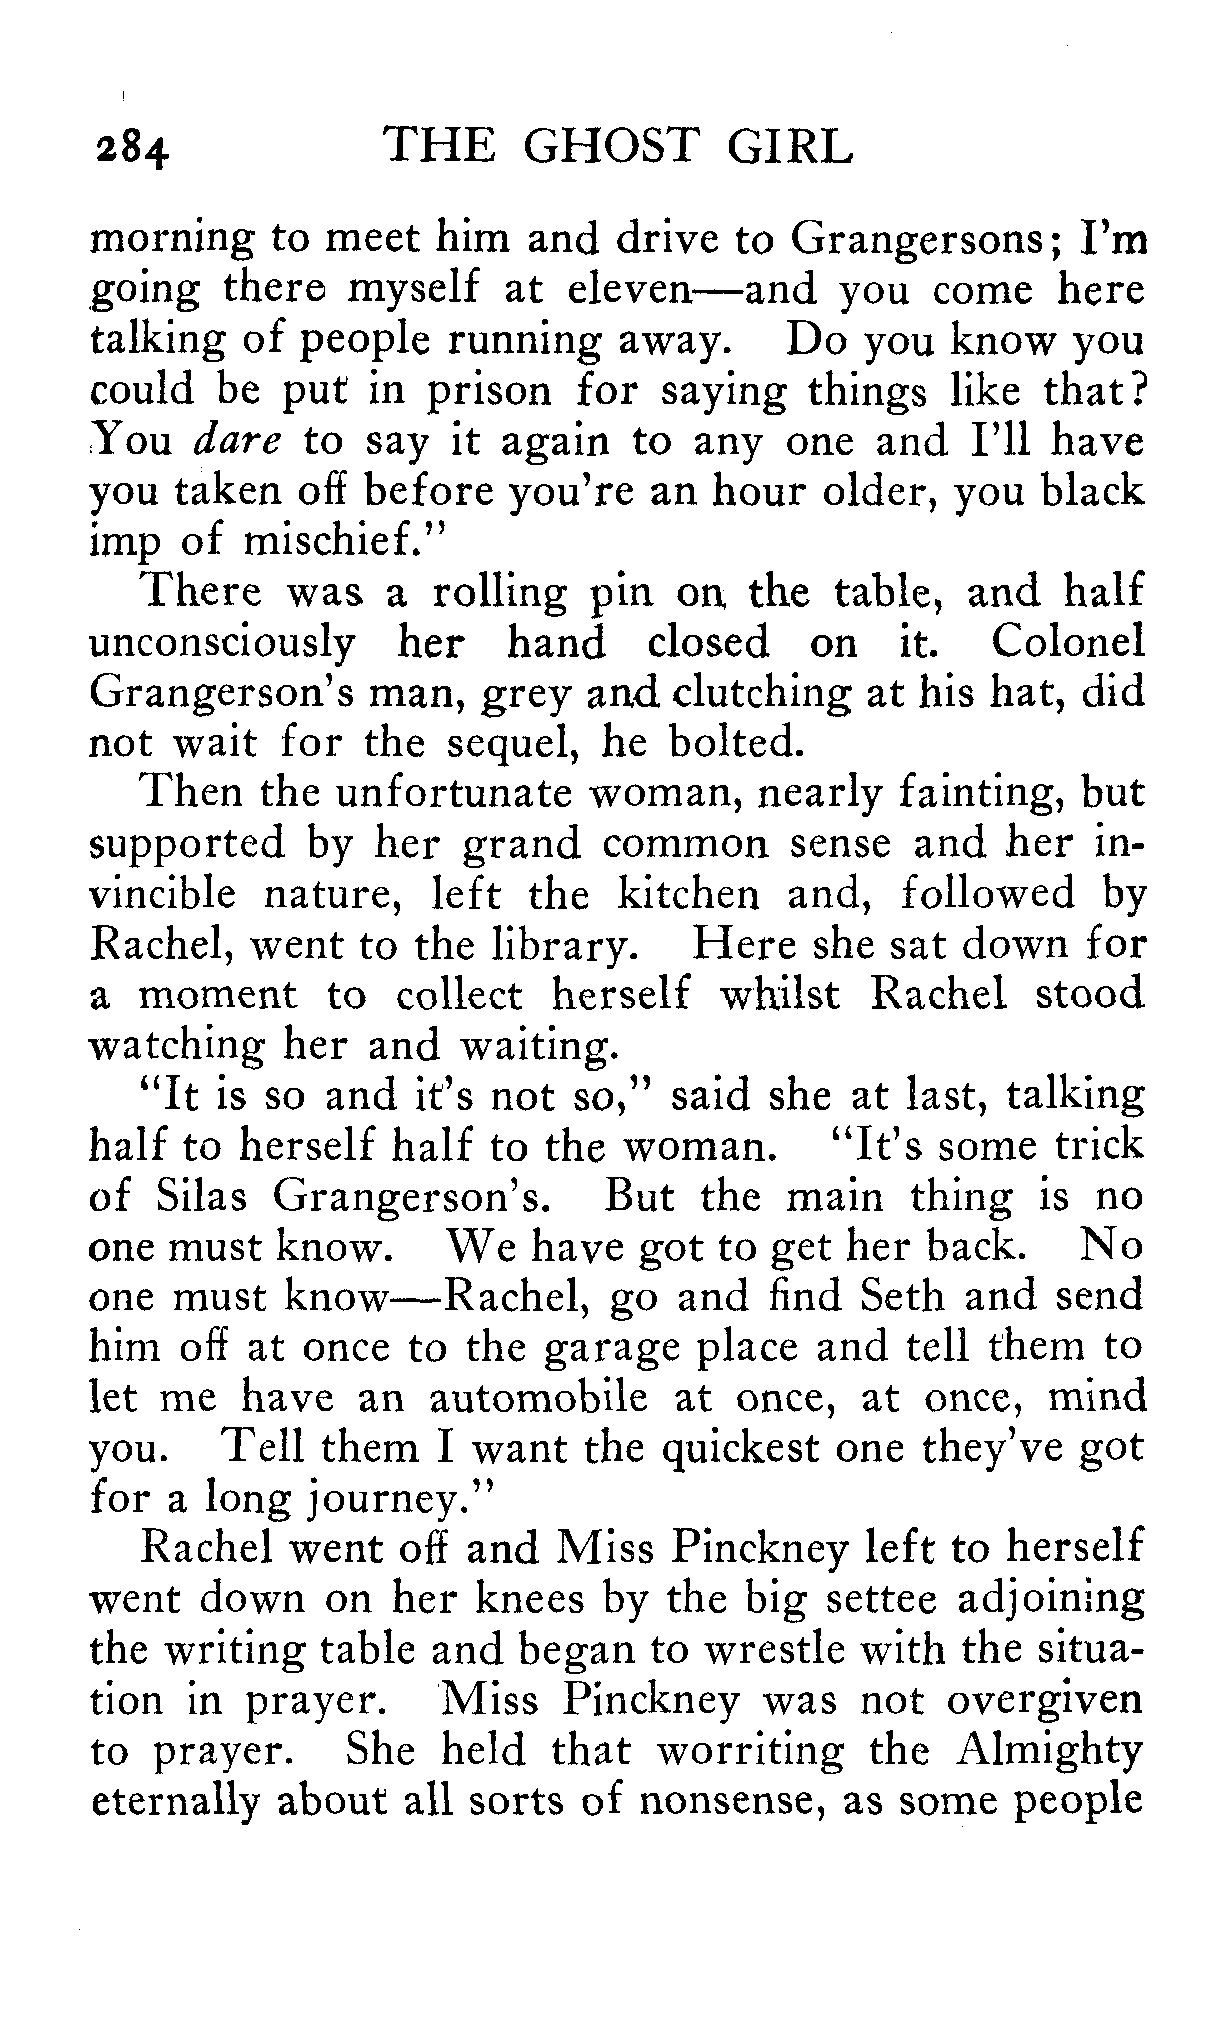 284 THE GHOST GIRL
morning to meet him and drive to Grangersons; I'm
going there myself at eleven—and you come here
talking of people running away. Do you know you
could be put in prison for saying things like that?
You dare to say it again to any one and I'll have
you taken off before you're an hour older, you black
imp of mischief."
There was a rolling pin on the table, and half
unconsciously her hand closed on it. Colonel
Grangerson's man, grey and clutching at his hat, did
not wait for the sequel, he bolted.
Then the unfortunate woman, nearly fainting, but
supported by her grand common sense and her in-
vincible nature, left the kitchen and, followed by
Rachel, went to the library. Here she sat down for
a moment to collect herself whilst Rachel stood
watching her and waiting.
"It is so and it's not so," said she at last, talking
half to herself half to the woman. "It's some trick
of Silas Grangerson's. But the main thing is no
one must know. We have got to get her back. No
one must know—Rachel, go and find Seth and send
him off at once to the garage place and tell them to
let me have an automobile at once, at once, mind
you. Tell them I want the quickest one they've got
for a long journey."
Rachel went off and Miss Pinckney left to herself
went down on her knees by the big settee adjoining
the writing table and began to wrestle with the situa-
tion in prayer. Miss Pinckney was not overgiven
to prayer. She held that worriting the Almighty
eternally about all sorts of nonsense, as some people